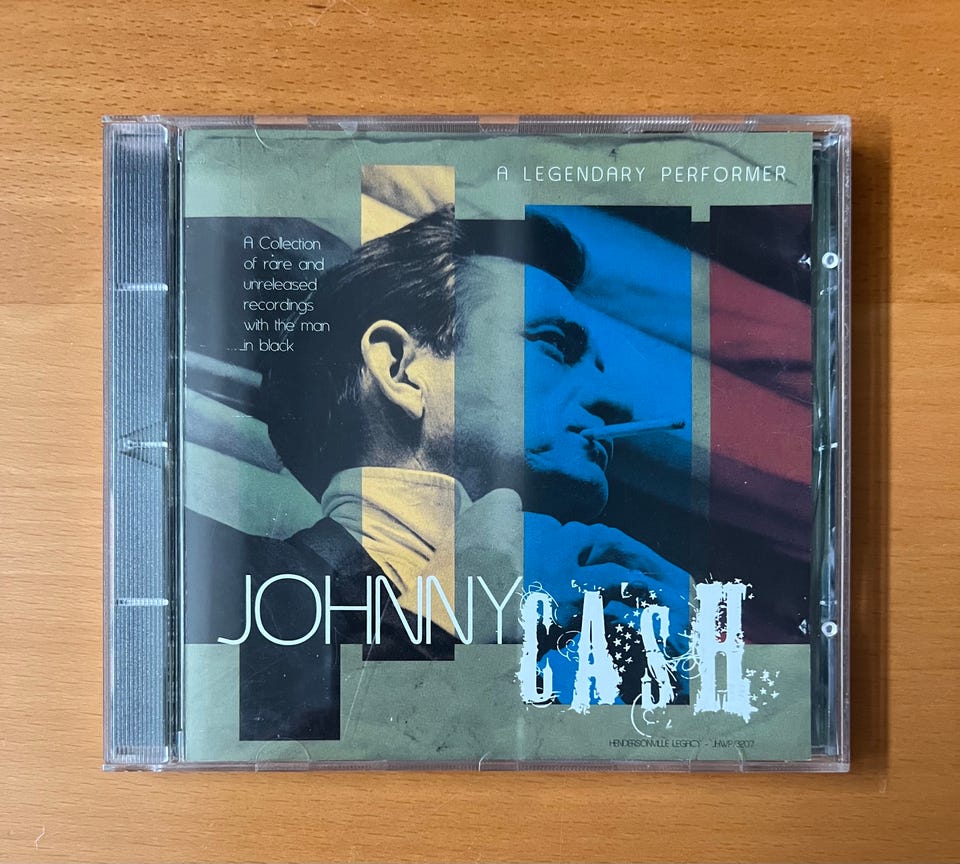 A LEGENDARY PERFORMER
A Collection
of rare and
unreleased
recordings
with the man
in black
JOHNNY CASH
HENDERSONVILLE LEGACY - JHWP/3207